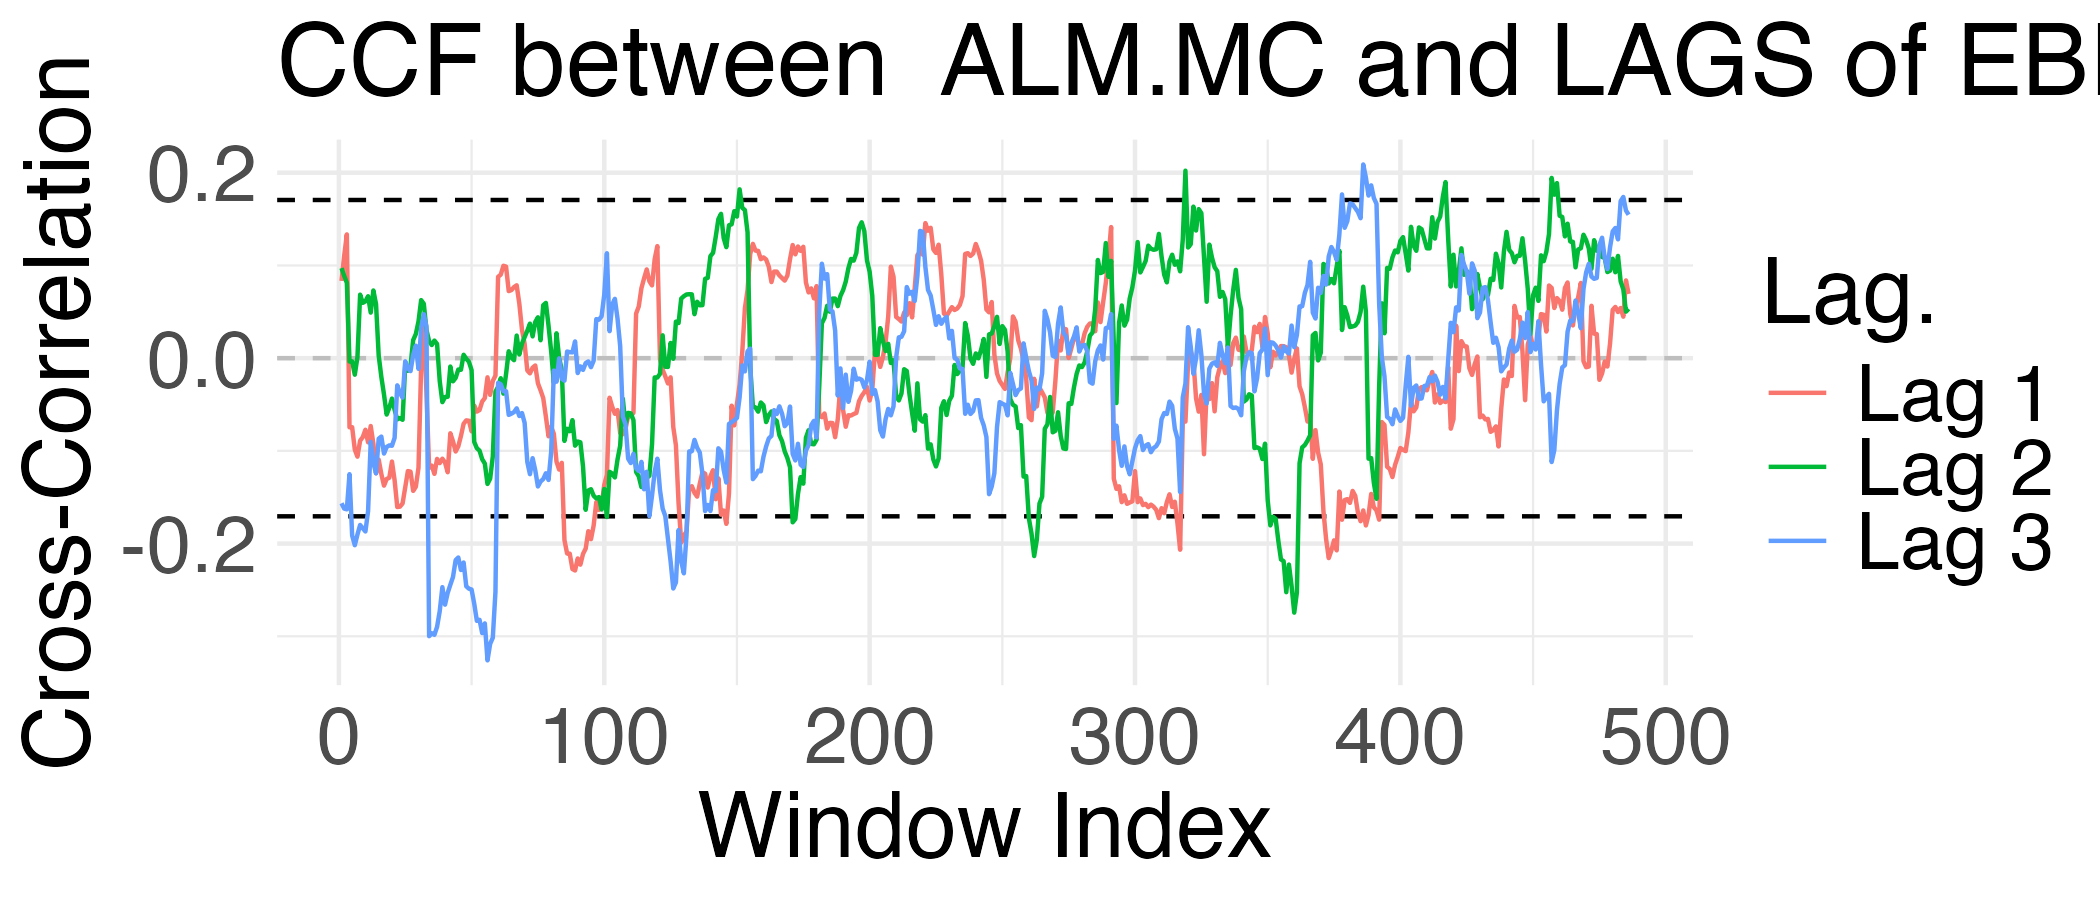 CCF between  ALM.MC and LAGS of EB
Cross-Correlation
0.2
0.0
-0.2
0 100 200 300 400 500
Window Index
Lag.
Lag 1
Lag 2
Lag 3